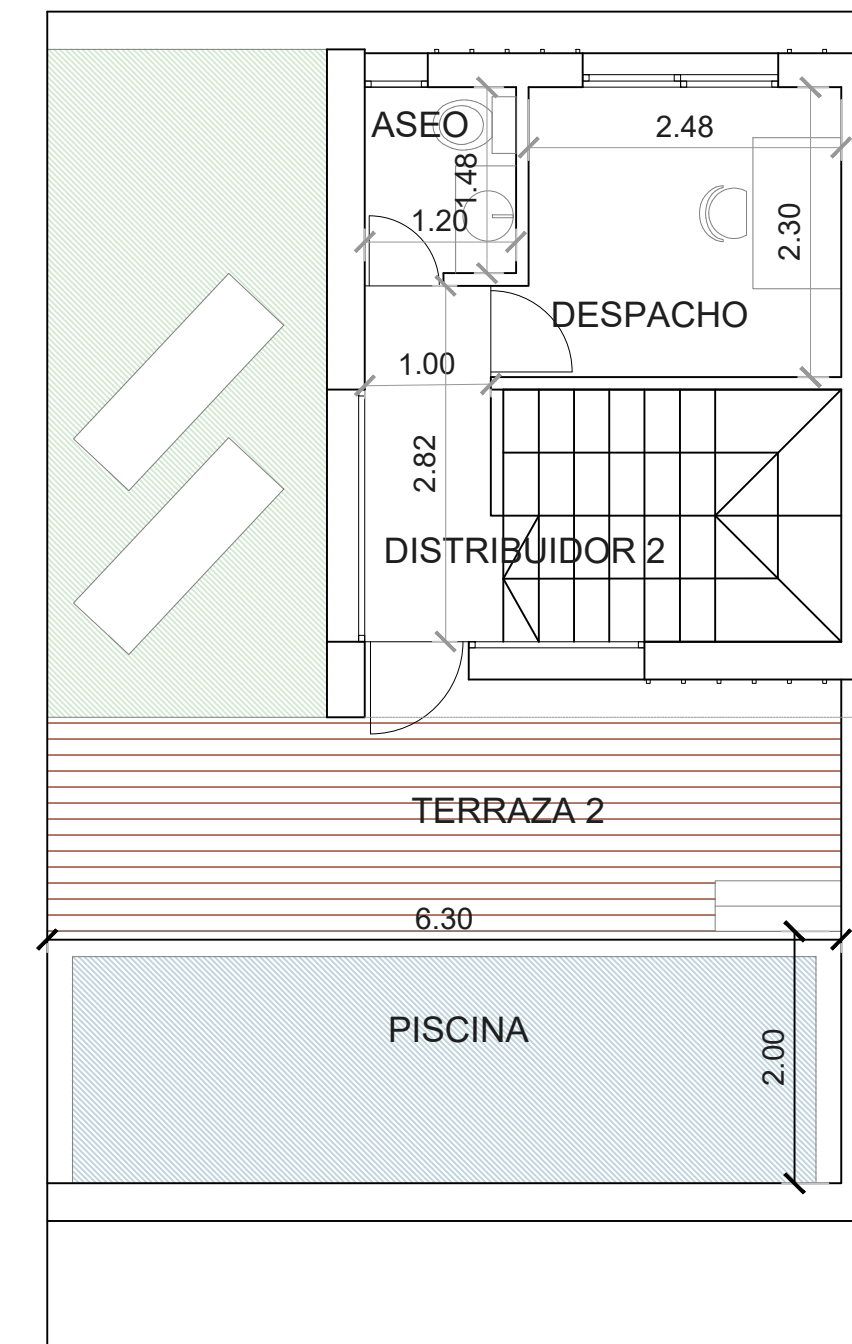 ASEO
2.48
1.48
1.20
2.30
DESPACHO
1.00
2.82
DISTRIBUIDOR 2
TERRAZA 2
6.30
PISCINA
2.00